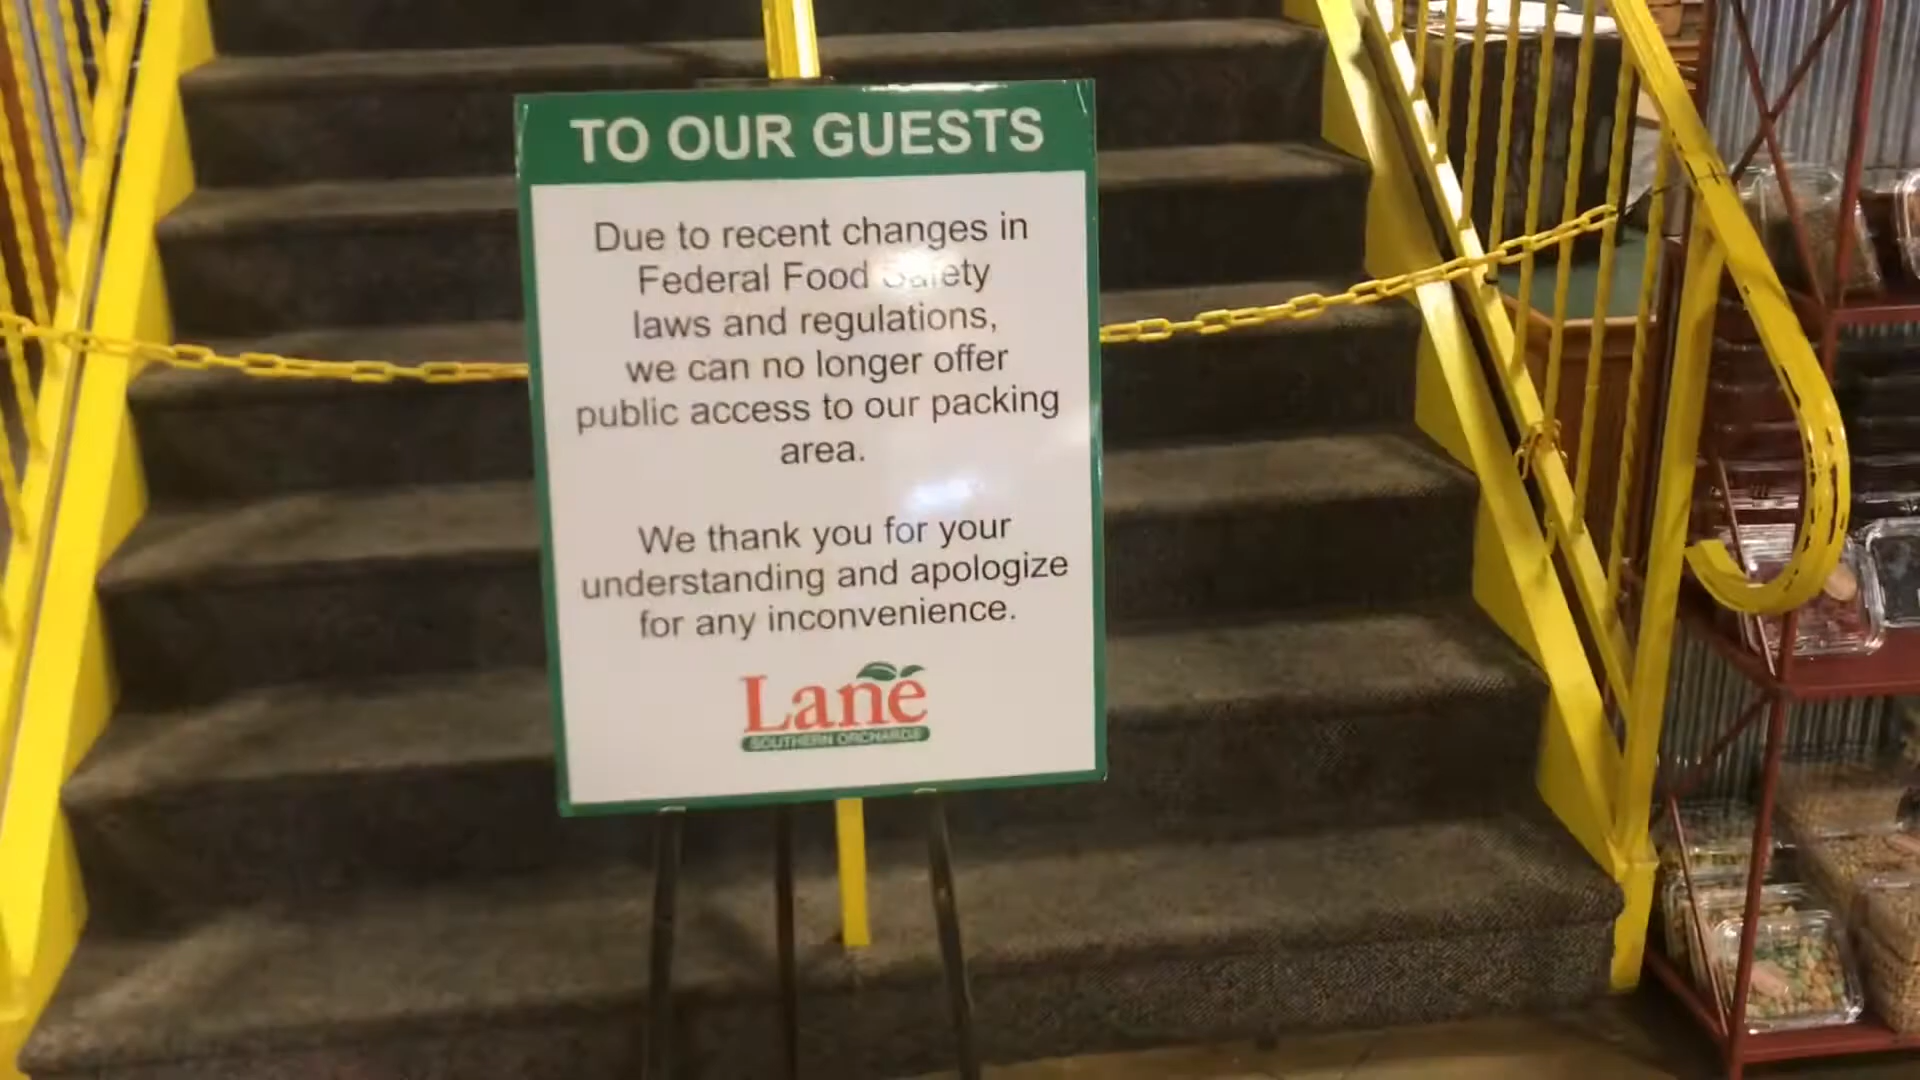 TO OUR GUESTS
Due to recent changes in
Federal Food Safety
laws and regulations,
we can no longer offer
public access to our packing
area.
We thank you for your
understanding and apologize
for any inconvenience.
Lane
SOUTHERN ORCHARDS